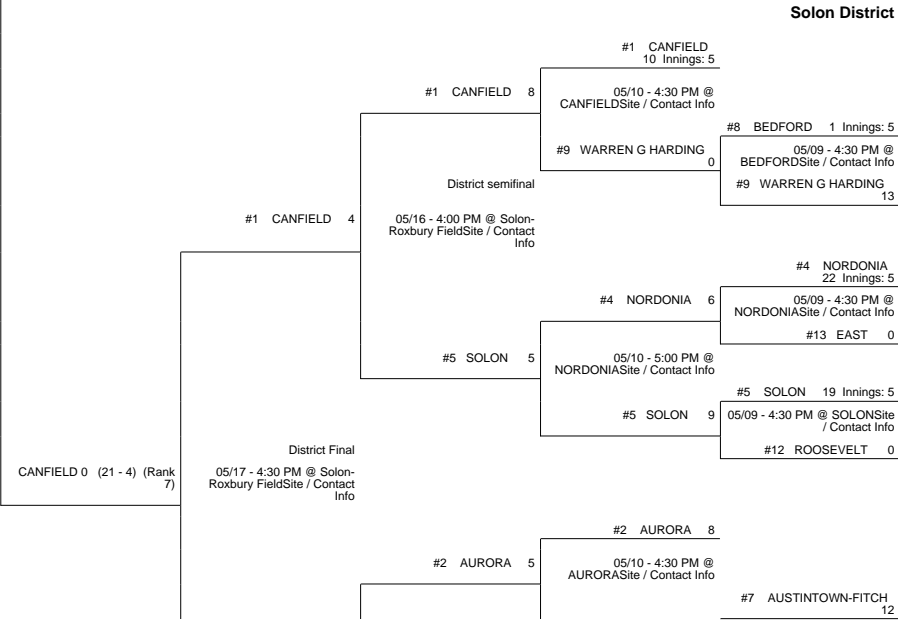 Solon District
#1 CANFIELD
10 Innings: 5
#1 CANFIELD 8
05/10 - 4:30 PM @
CANFIELDSite / Contact Info
#8 BEDFORD 1 Innings: 5
#9 WARREN G HARDING
0
05/09 - 4:30 PM @
BEDFORDSite / Contact Info
#9 WARREN G HARDING
13
District semifinal
#1 CANFIELD 4
05/16 - 4:00 PM @ Solon-
Roxbury FieldSite / Contact
Info
#4 NORDONIA
22 Innings: 5
#4 NORDONIA 6
05/09 - 4:30 PM @
NORDONIASite / Contact Info
#13 EAST 0
#5 SOLON 5
05/10 - 5:00 PM @
NORDONIASite / Contact Info
#5 SOLON 19 Innings: 5
#5 SOLON 9
05/09 - 4:30 PM @ SOLONSite
/ Contact Info
#12 ROOSEVELT 0
District Final
CANFIELD 0 (21 - 4) (Rank
7)
05/17 - 4:30 PM @ Solon-
Roxbury FieldSite / Contact
Info
#2 AURORA 8
#2 AURORA 5
05/10 - 4:30 PM @
AURORASite / Contact Info
#7 AUSTINTOWN-FITCH
12